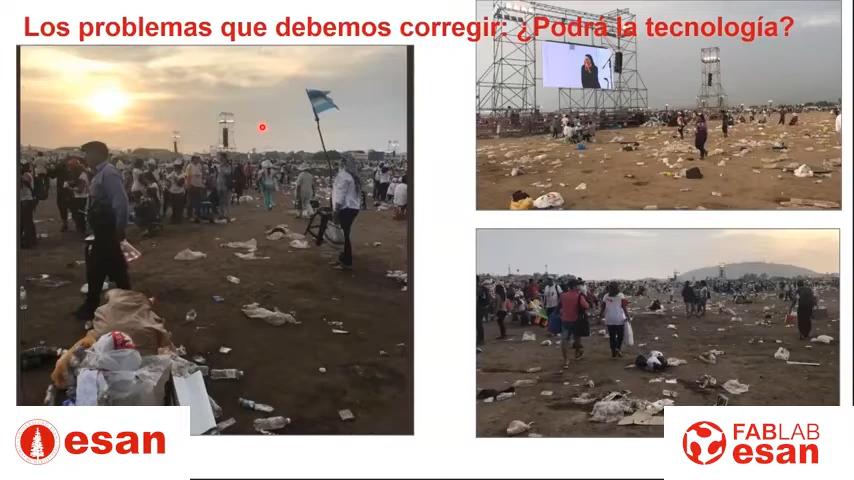 Los problemas que debemos corregir: ¿Podrá la tecnología?
esan
FABLAB
esan